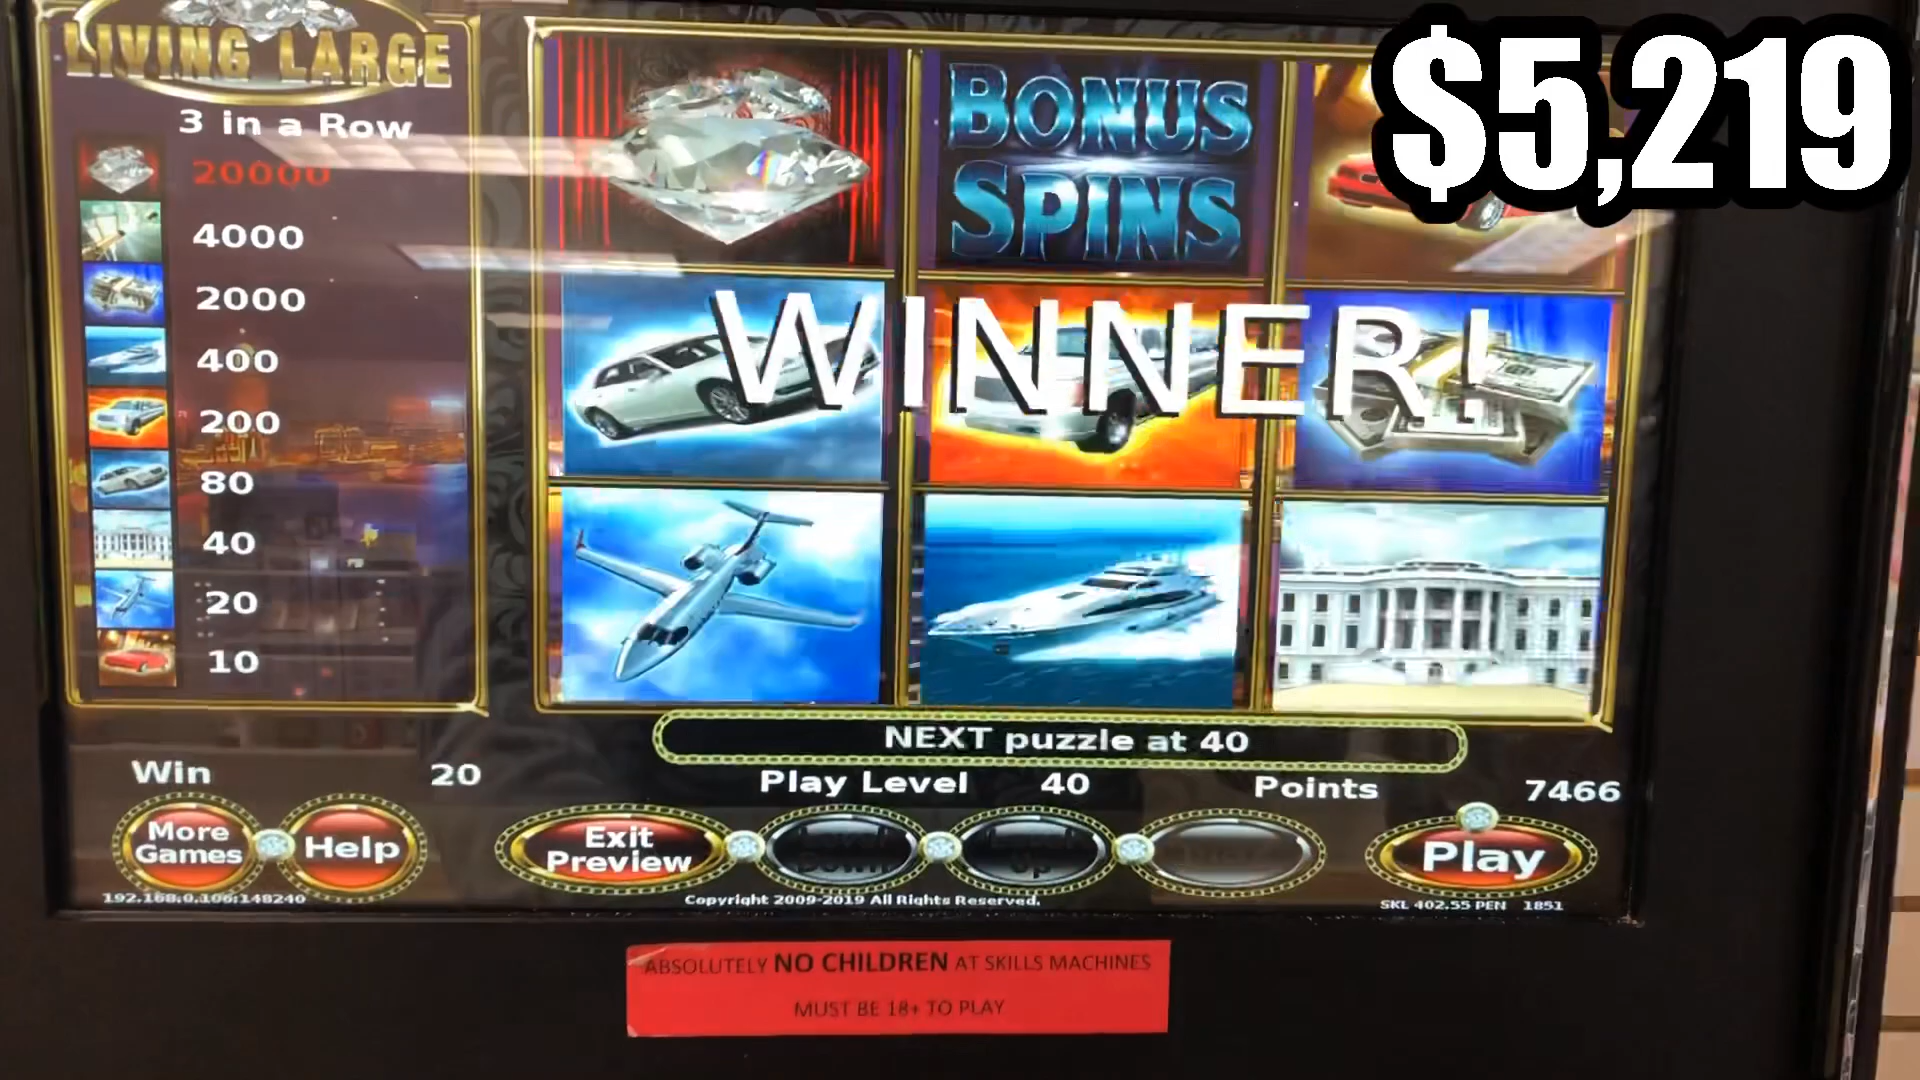 $5,219
LIVING LARGE
3 in a Row
20000
4000
2000
400
200
80
40
20
10
BONUS
SPINS
WINNER!
NEXT puzzle at 40
Win 20
Play Level 40
Points 7466
More
Games
Help
Exit
Preview
Play
192.168.0.106:148240
Copyright 2009-2019 All Rights Reserved.
SKL 402.55 PEN 1851
ABSOLUTELY NO CHILDREN AT SKILLS MACHINES
MUST BE 18+ TO PLAY